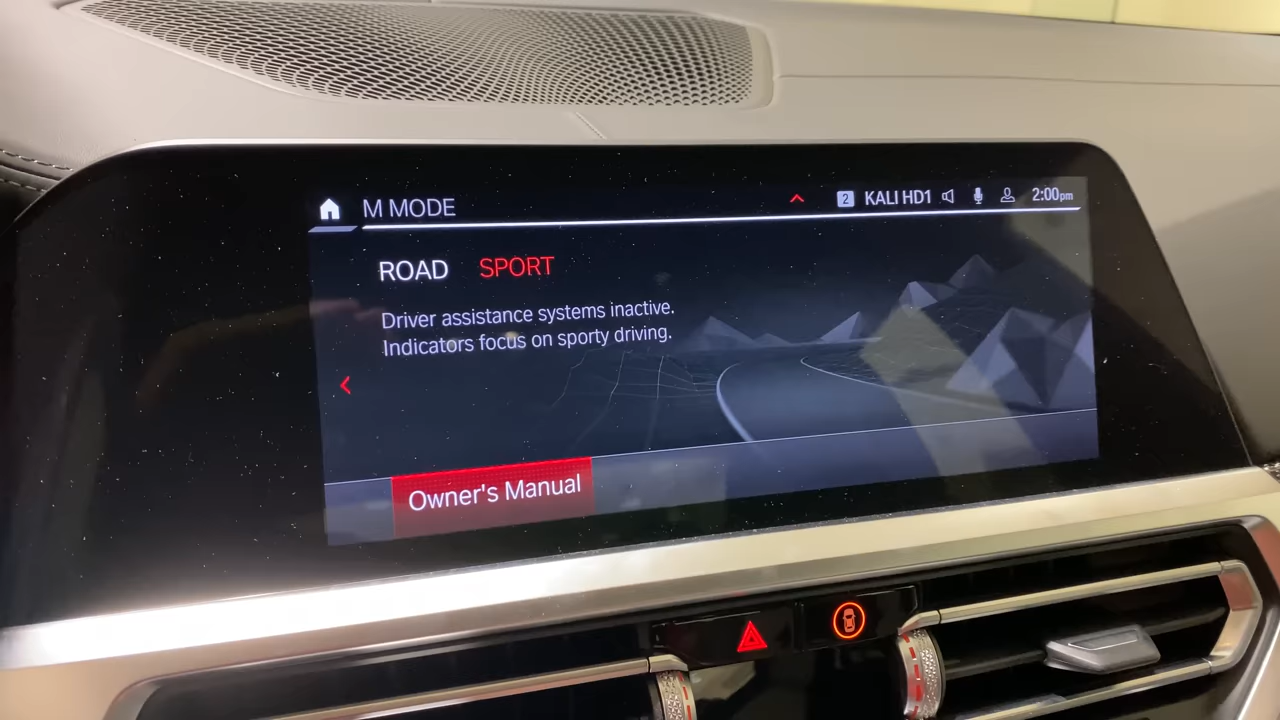 M MODE
2 KALI HD1 2:00pm
ROAD SPORT
Driver assistance systems inactive.
Indicators focus on sporty driving.
Owner's Manual